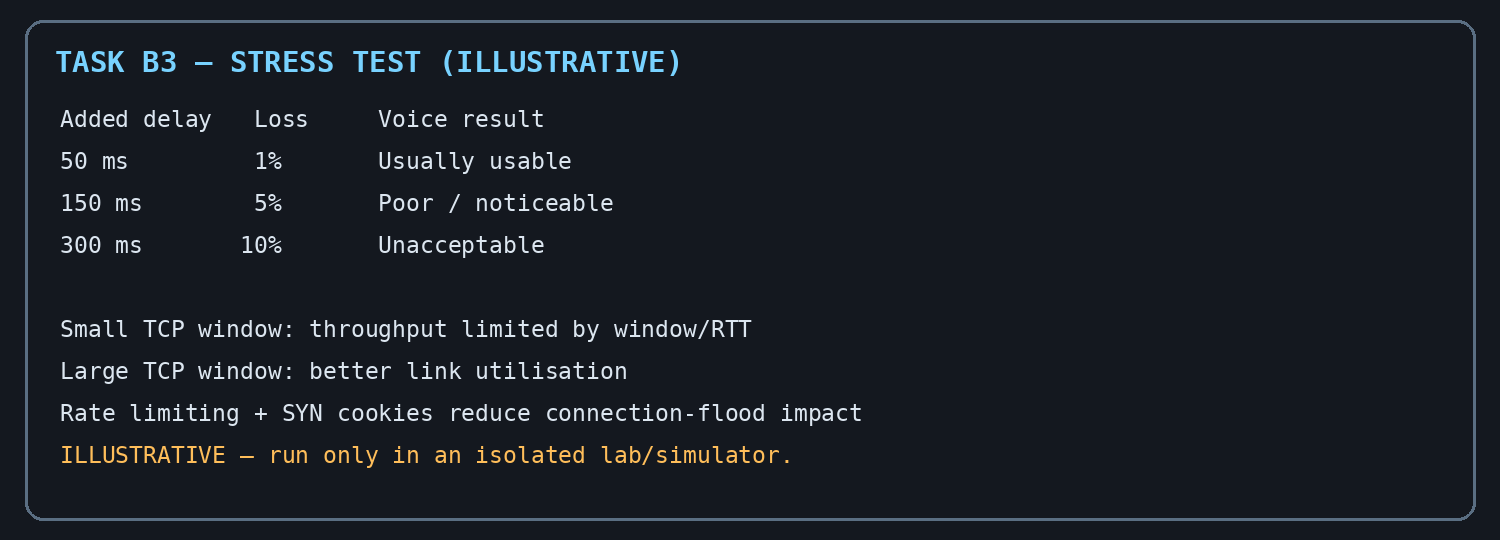 TASK B3 — STRESS TEST (ILLUSTRATIVE)
Added delay   Loss     Voice result
50 ms         1%       Usually usable
150 ms        5%       Poor / noticeable
300 ms       10%       Unacceptable
Small TCP window: throughput limited by window/RTT
Large TCP window: better link utilisation
Rate limiting + SYN cookies reduce connection-flood impact
ILLUSTRATIVE — run only in an isolated lab/simulator.